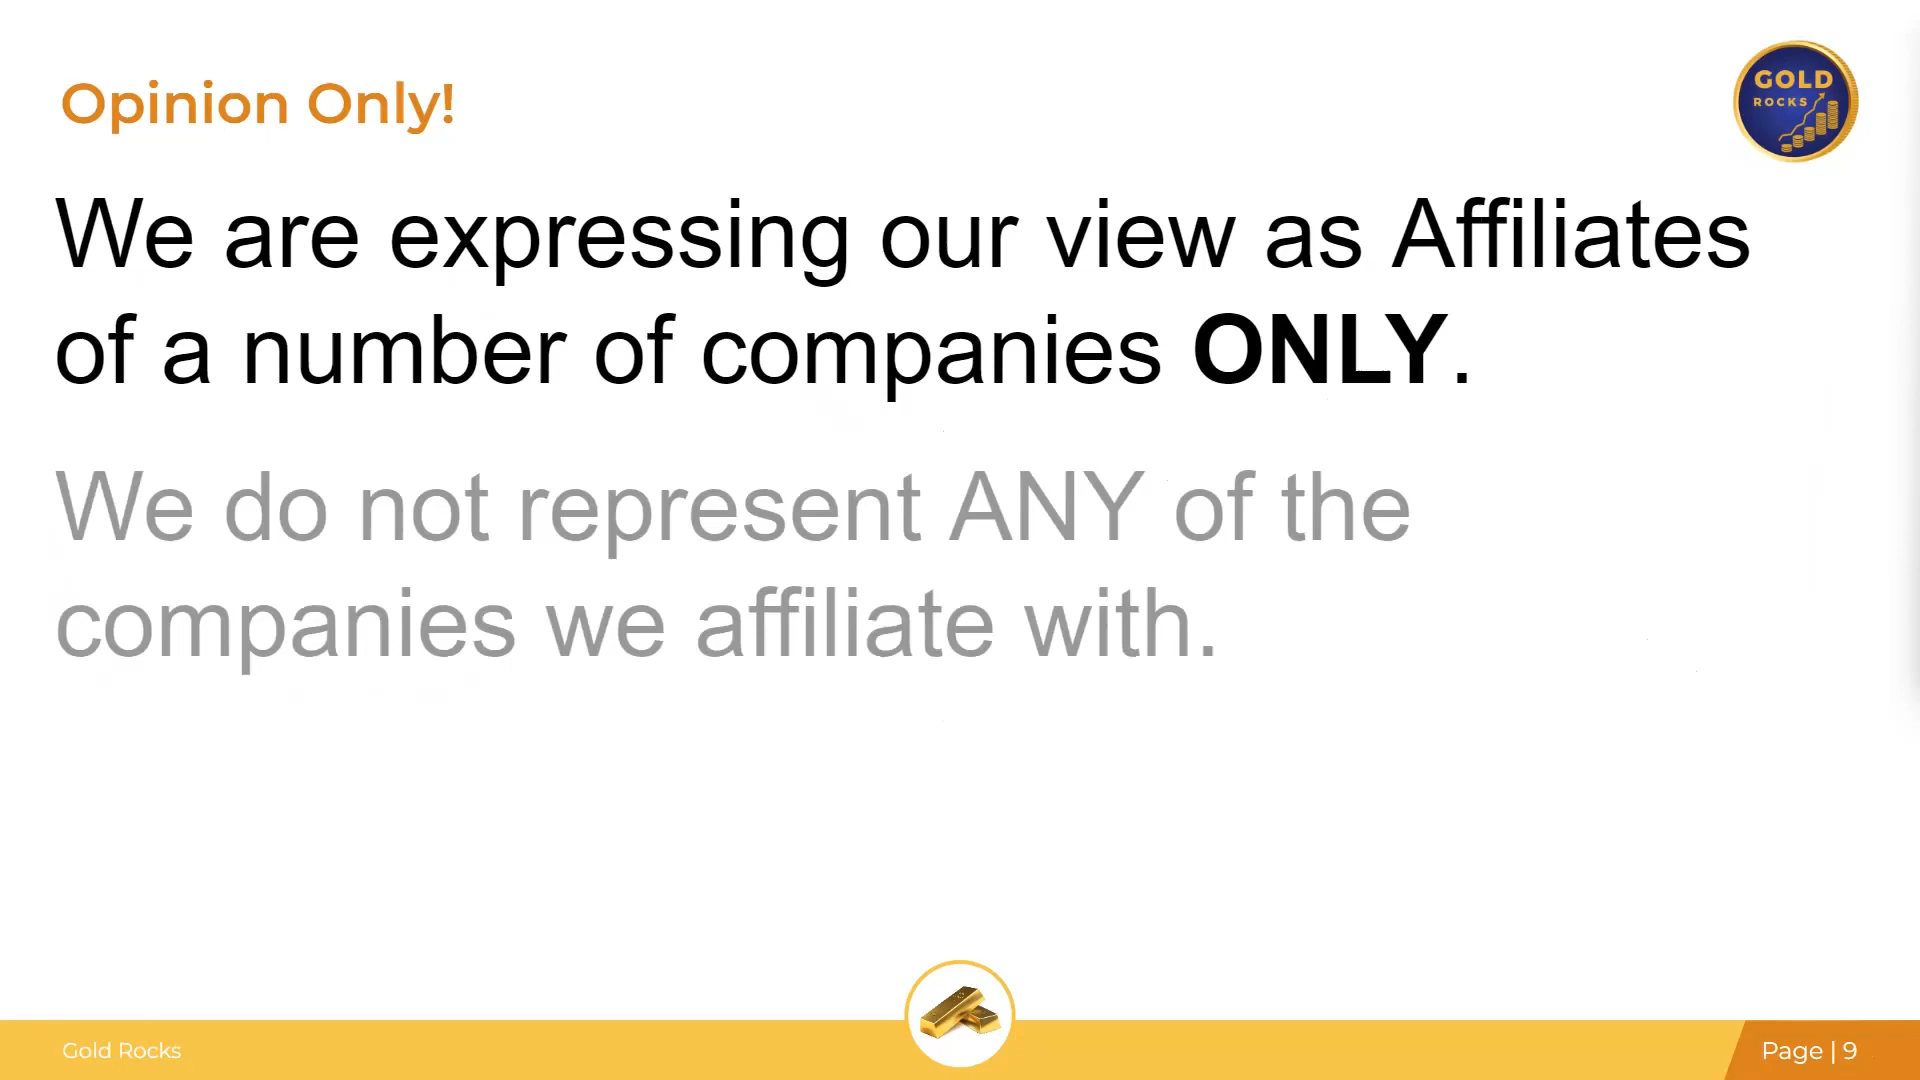 Opinion Only!
GOLD
ROCKS
We are expressing our view as Affiliates
of a number of companies ONLY.
We do not represent ANY of the
companies we affiliate with.
Gold Rocks
Page | 9